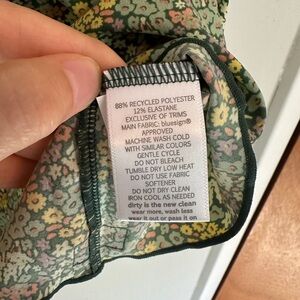 88% RECYCLED POLYESTER
12% ELASTANE
EXCLUSIVE OF TRIMS
MAIN FABRIC: bluesign®
APPROVED
MACHINE WASH COLD
WITH SIMILAR COLORS
GENTLE CYCLE
DO NOT BLEACH
TUMBLE DRY LOW HEAT
DO NOT USE FABRIC
SOFTENER
DO NOT DRY CLEAN
IRON COOL AS NEEDED
dirty is the new clean
wear more, wash less
wear it out or pass it on